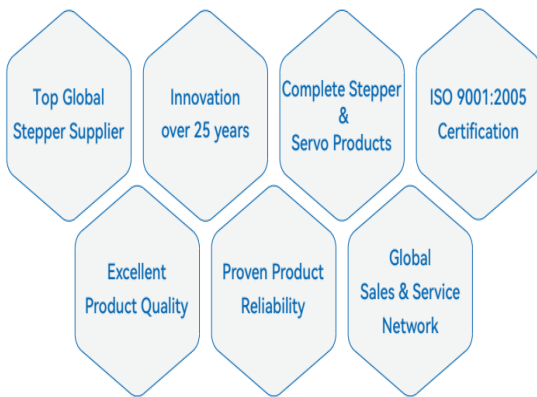 Top Global
Stepper Supplier
Innovation
over 25 years
Complete Stepper
&
Servo Products
ISO 9001:2005
Certification
Excellent
Product Quality
Proven Product
Reliability
Global
Sales & Service
Network